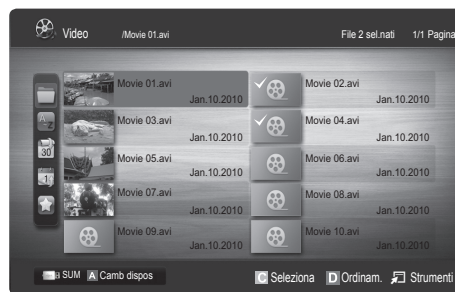 Video /Movie 01.avi File 2 sel.nati 1/1 Pagina
Movie 01.avi Movie 02.avi
Jan.10.2010 Jan.10.2010
Movie 03.avi Movie 04.avi
Jan.10.2010 Jan.10.2010
Movie 05.avi Movie 06.avi
Jan.10.2010 Jan.10.2010
Movie 07.avi Movie 08.avi
Jan.10.2010 Jan.10.2010
Movie 09.avi Movie 10.avi
Jan.10.2010 Jan.10.2010
a SUM A Camb dispos C Seleziona D Ordinam. Strumenti